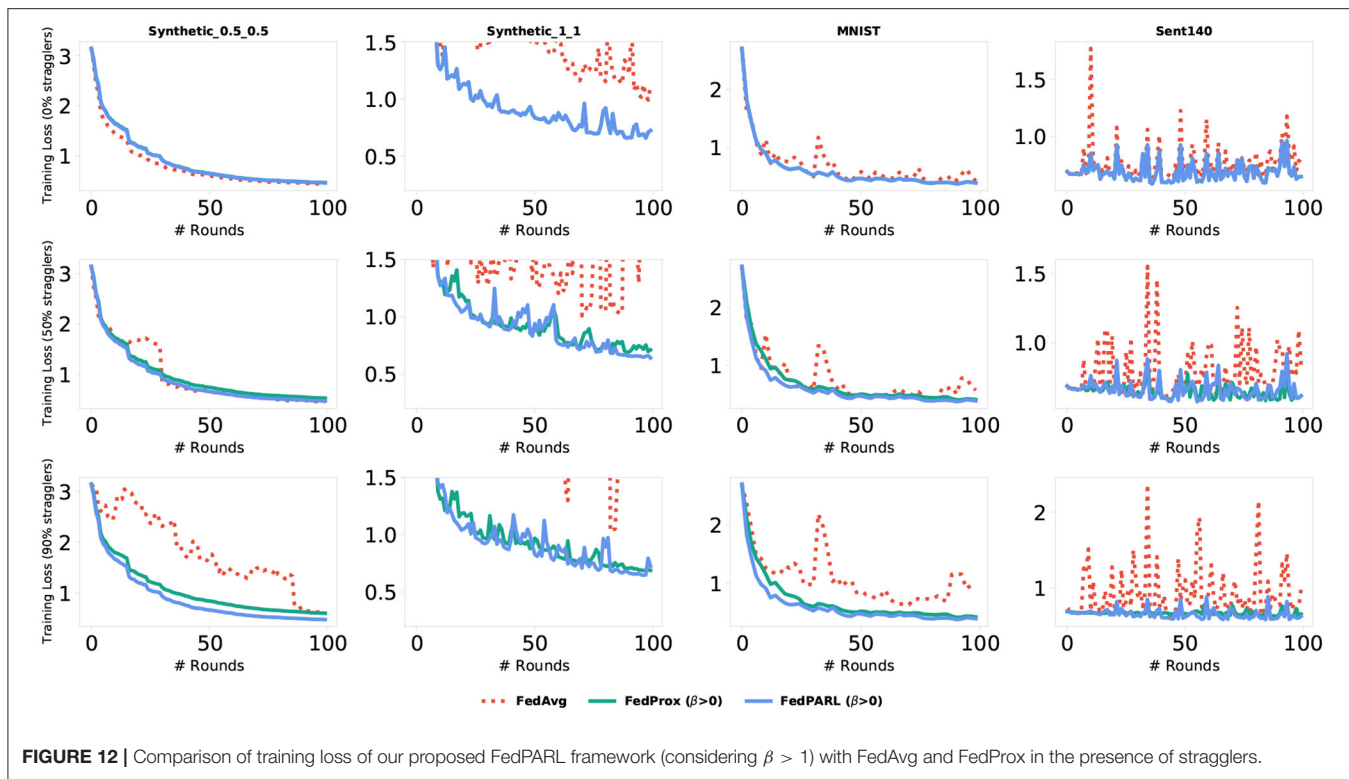 Synthetic_0.5_0.5 Synthetic_1_1 MNIST Sent140
Training Loss (0% stragglers)
3
2
1
0 50 100
# Rounds
1.5
1.0
0.5
0 50 100
# Rounds
2
1
0 50 100
# Rounds
1.5
1.0
0 50 100
# Rounds
Training Loss (50% stragglers)
3
2
1
0 50 100
# Rounds
1.5
1.0
0.5
0 50 100
# Rounds
2
1
0 50 100
# Rounds
1.0
0 50 100
# Rounds
Training Loss (90% stragglers)
3
2
1
0 50 100
# Rounds
1.5
1.0
0.5
0 50 100
# Rounds
2
1
0 50 100
# Rounds
2
1
0 50 100
# Rounds
FedAvg FedProx (β>0) FedPARL (β>0)
FIGURE 12 | Comparison of training loss of our proposed FedPARL framework (considering β > 1) with FedAvg and FedProx in the presence of stragglers.